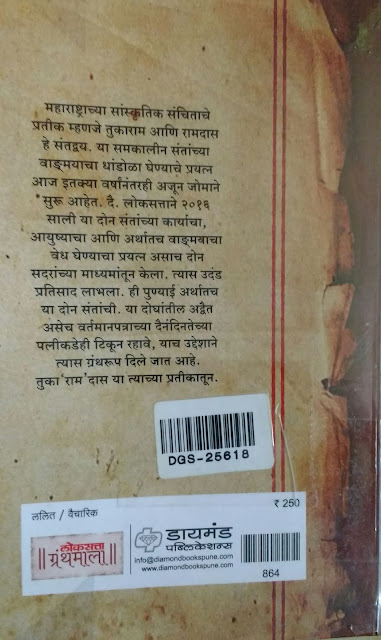 महाराष्ट्राच्या सांस्कृतिक संचिताचे
प्रतीक म्हणजे तुकाराम आणि रामदास
हे संतद्वय. या समकालीन संतांच्या
वाङ्मयाचा धांडोळा घेण्याचे प्रयत्न
आज इतक्या वर्षांनंतरही अजून जोमाने
सुरू आहेत. दै. लोकसत्ताने २०१६
साली या दोन संतांच्या कार्याचा,
आयुष्याचा आणि अर्थातच वाङ्मयाचा
वेध घेण्याचा प्रयत्न असाच दोन
सदरांच्या माध्यमांतून केला. त्यास उदंड
प्रतिसाद लाभला. ही पुण्याई अर्थातच
या दोन संतांची. या दोघांतील अद्वैत
असेच वर्तमानपत्राच्या दैनंदिनतेच्या
पलीकडेही टिकून रहावे, याच उद्देशाने
त्यास ग्रंथरूप दिले जात आहे.
तुका 'राम' दास या त्याच्या प्रतीकातून.
DGS-25618
ललित / वैचारिक
₹ 250
लोकसत्ता
॥ ग्रंथमाला ॥
डायमंड
पब्लिकेशन्स
info@diamondbookspune.com
www.diamondbookspune.com
864